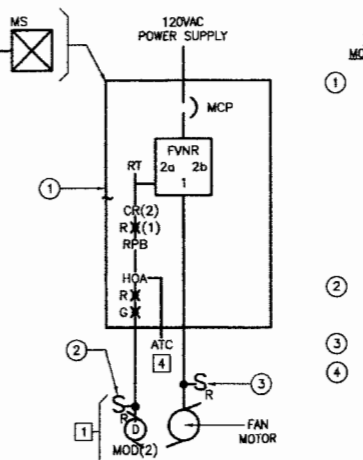 MS
120VAC
POWER SUPPLY
MO
1
MCP
FVNR
2a 2b
1
RT
1
CR(2)
R (1)
RPB
HOA
R
G
2
ATC
4
3
4
2
S
R
S
R
3
1
D
MOD(2)
FAN
MOTOR